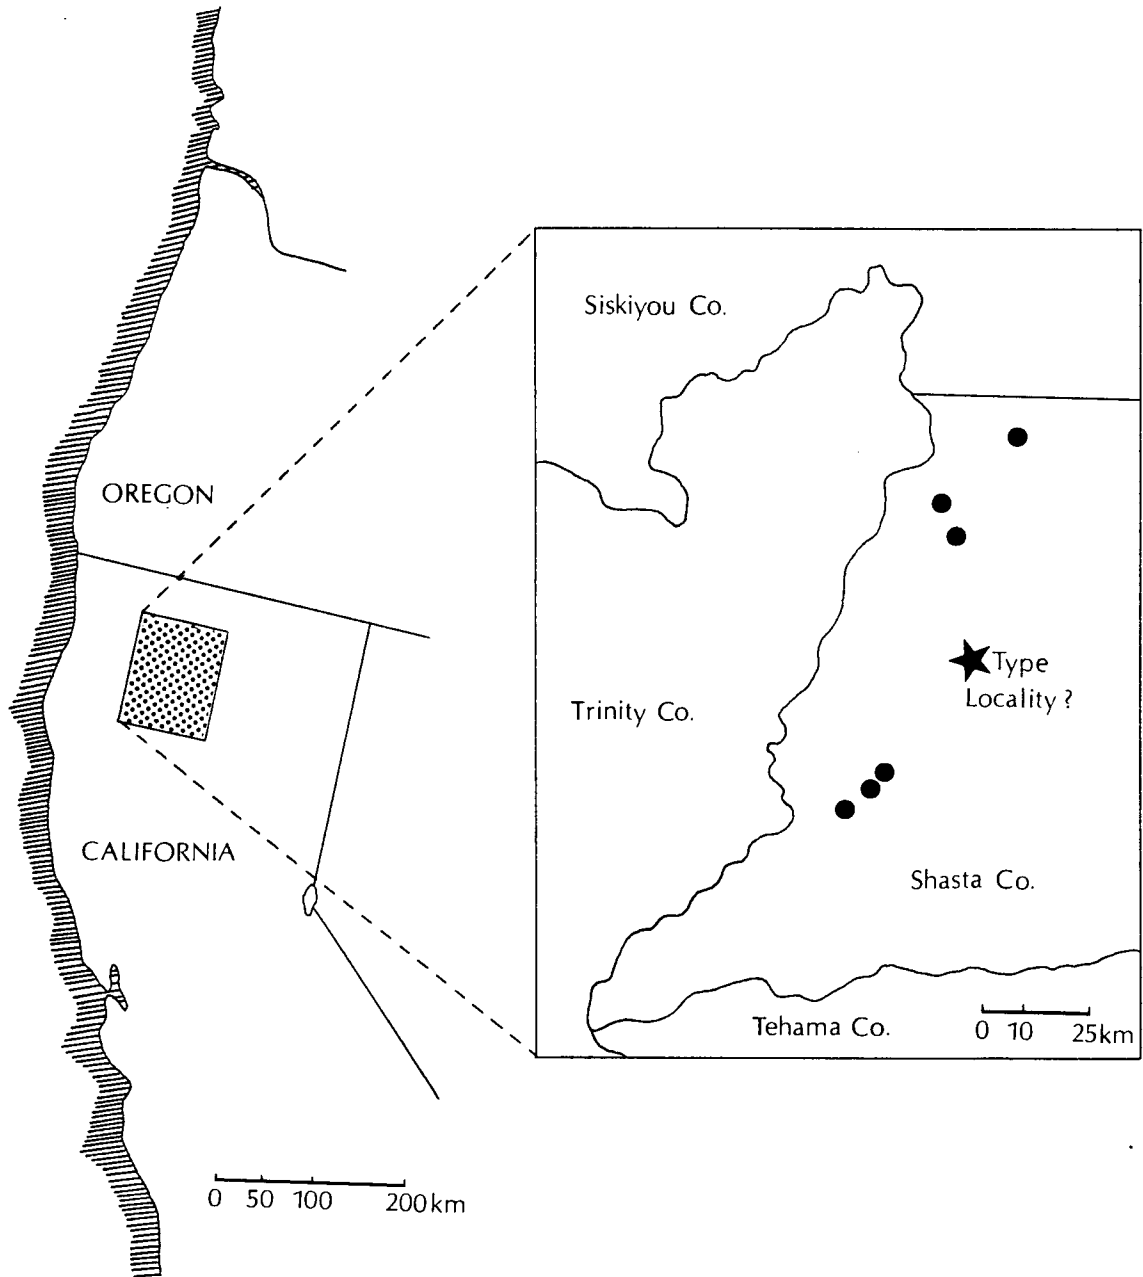 OREGON
CALIFORNIA
0 50 100 200km
Siskiyou Co.
Trinity Co.
Type
Locality ?
Shasta Co.
Tehama Co.
0 10 25km